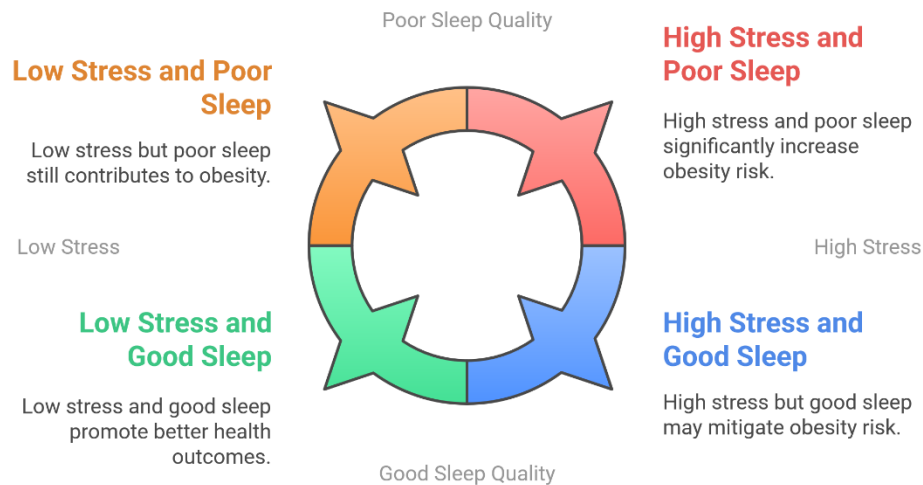 Poor Sleep Quality
Low Stress and Poor
Sleep
Low stress but poor sleep
still contributes to obesity.
High Stress and
Poor Sleep
High stress and poor sleep
significantly increase
obesity risk.
Low Stress
High Stress
Low Stress and
Good Sleep
Low stress and good sleep
promote better health
outcomes.
High Stress and
Good Sleep
High stress but good sleep
may mitigate obesity risk.
Good Sleep Quality